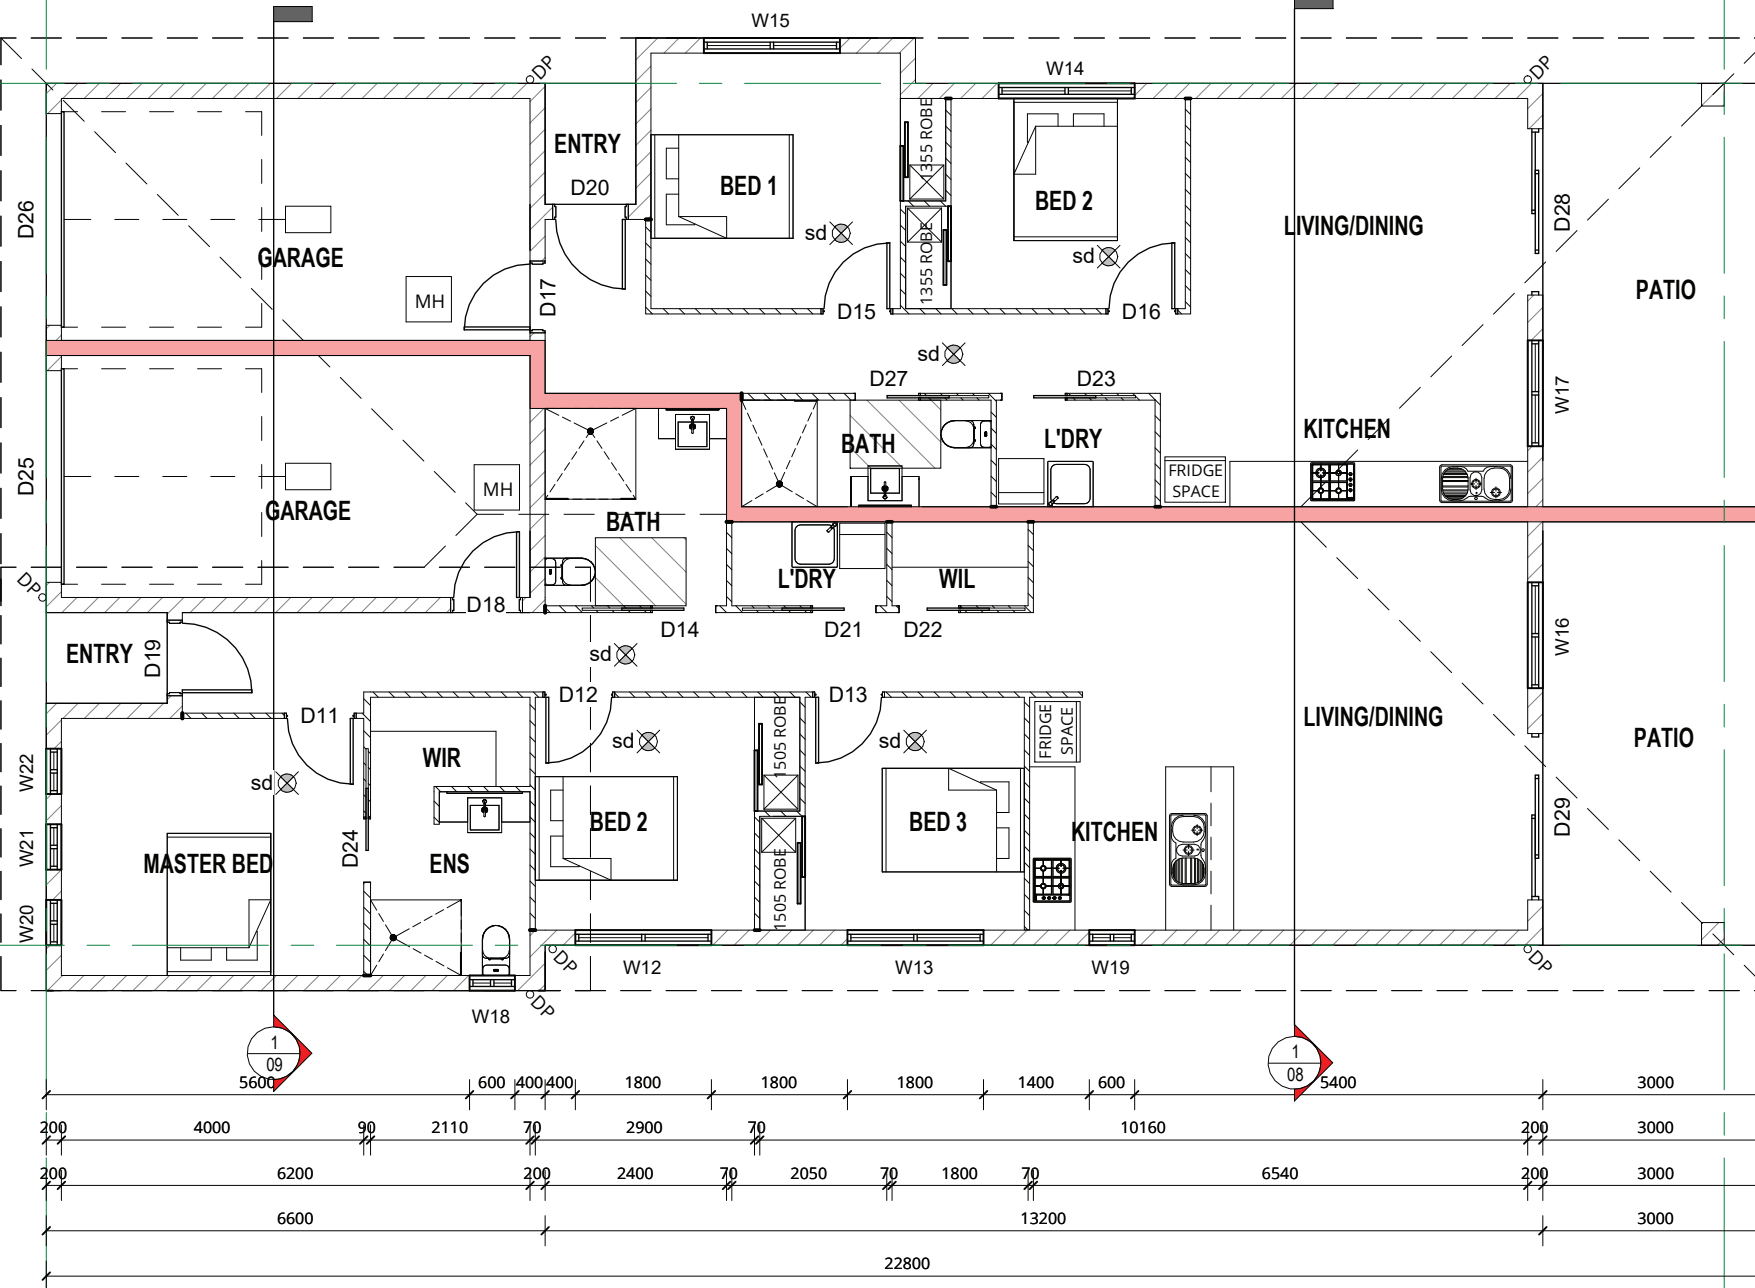 W15
DP
W14
DP
ENTRY
1355 ROBE
D20
BED 1
BED 2
D26
LIVING/DINING
D28
sd
1355 ROBE
sd
GARAGE
MH
D17
D15
D16
PATIO
sd
D27
D23
W17
D25
MH
GARAGE
BATH
L'DRY
KITCHEN
FRIDGE
SPACE
BATH
DP
L'DRY
WIL
D18
D14
D21
D22
W16
ENTRY
D19
sd
D11
D12
D13
1505 ROBE
FRIDGE
SPACE
LIVING/DINING
PATIO
W22
WIR
sd
sd
sd
W21
D24
BED 2
BED 3
KITCHEN
D29
MASTER BED
ENS
1505 ROBE
W20
DP
W12
W13
W19
DP
DP
W18
1
09
1
08
5600
600
400
400
1800
1800
1800
1400
600
5400
3000
200
4000
90
2110
70
2900
70
10160
200
3000
200
6200
200
2400
70
2050
70
1800
70
6540
200
3000
6600
13200
3000
22800